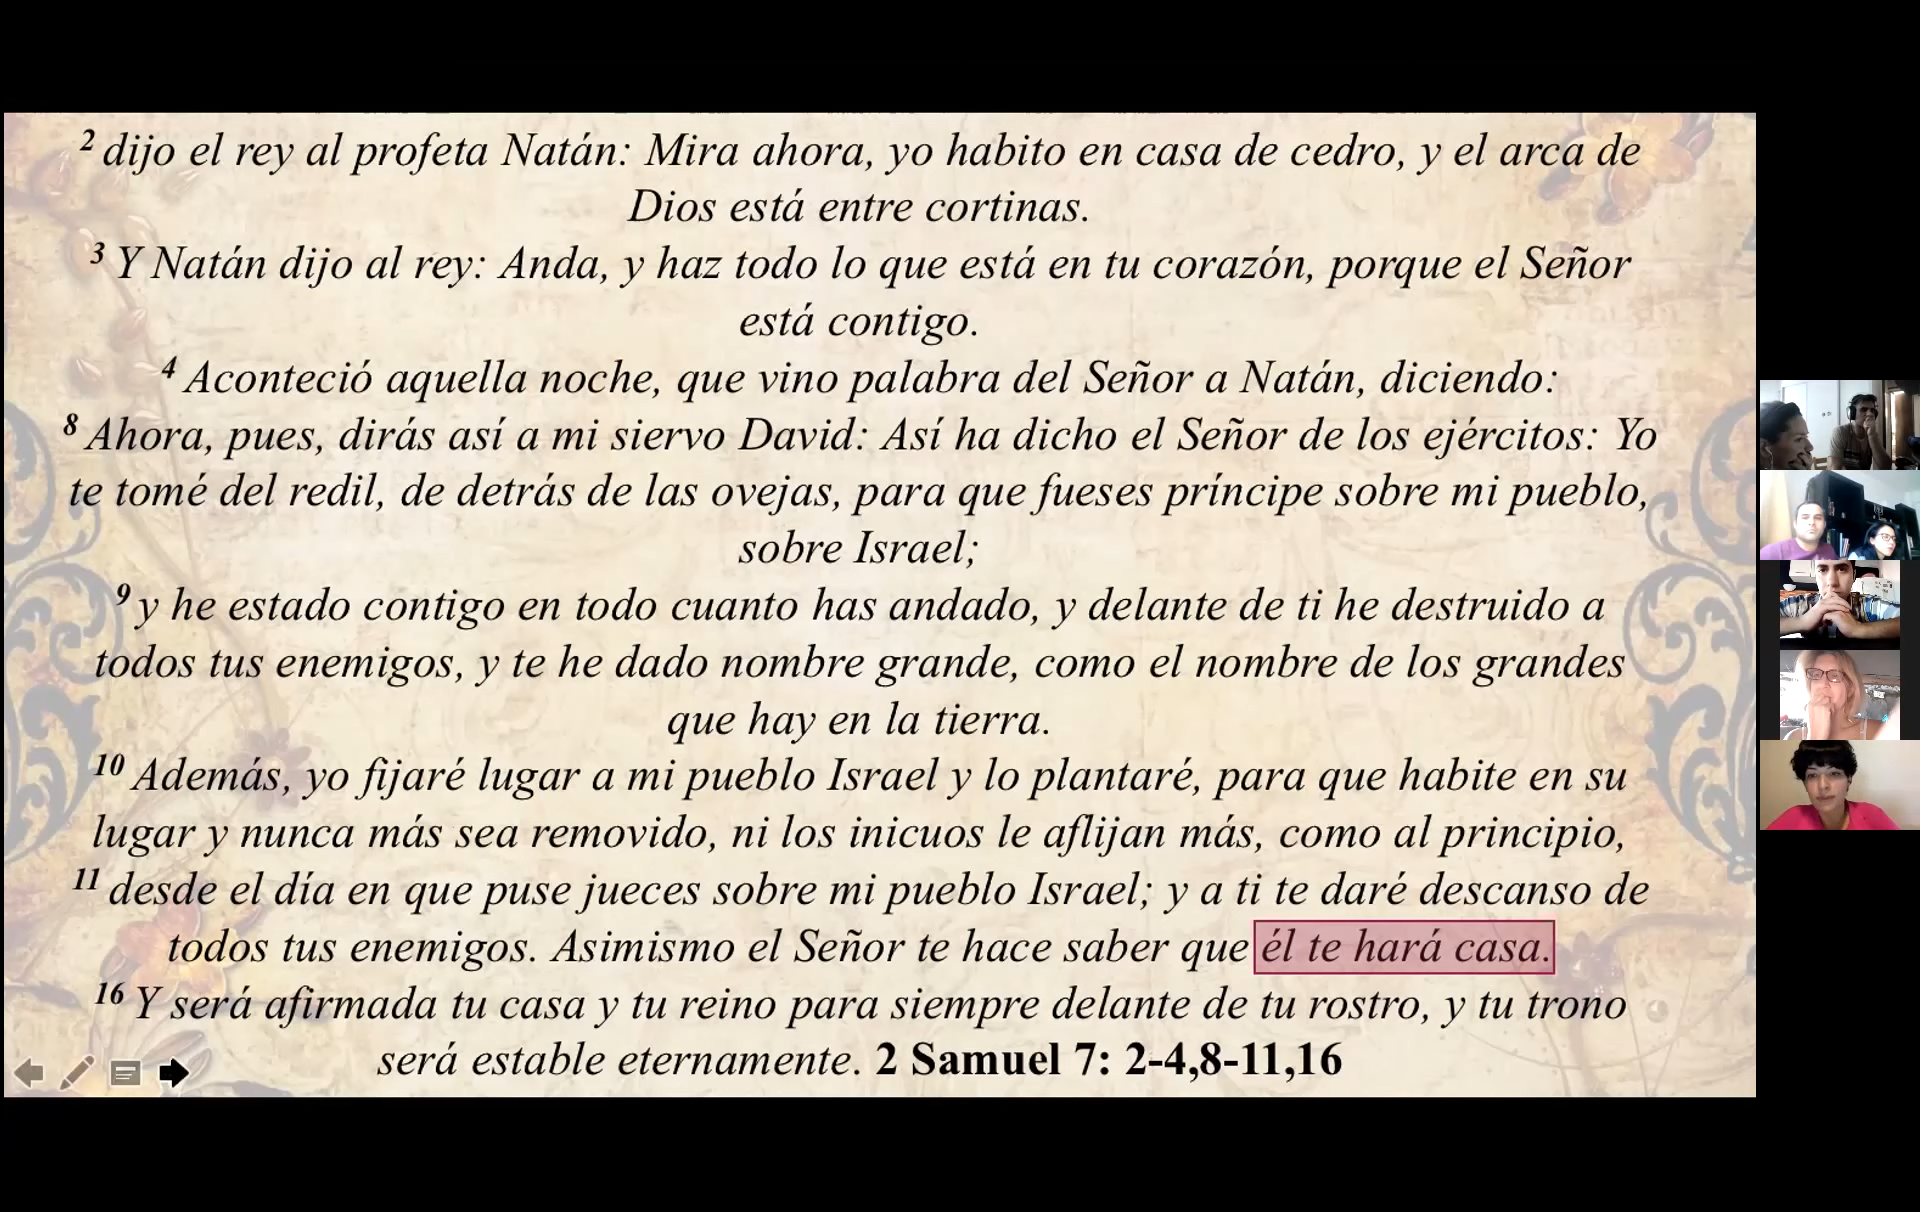 2 dijo el rey al profeta Natán: Mira ahora, yo habito en casa de cedro, y el arca de
Dios está entre cortinas.
3 Y Natán dijo al rey: Anda, y haz todo lo que está en tu corazón, porque el Señor
está contigo.
4 Aconteció aquella noche, que vino palabra del Señor a Natán, diciendo:
8 Ahora, pues, dirás así a mi siervo David: Así ha dicho el Señor de los ejércitos: Yo
te tomé del redil, de detrás de las ovejas, para que fueses príncipe sobre mi pueblo,
sobre Israel;
9 y he estado contigo en todo cuanto has andado, y delante de ti he destruido a
todos tus enemigos, y te he dado nombre grande, como el nombre de los grandes
que hay en la tierra.
10 Además, yo fijaré lugar a mi pueblo Israel y lo plantaré, para que habite en su
lugar y nunca más sea removido, ni los inicuos le aflijan más, como al principio,
11 desde el día en que puse jueces sobre mi pueblo Israel; y a ti te daré descanso de
todos tus enemigos. Asimismo el Señor te hace saber que él te hará casa.
16 Y será afirmada tu casa y tu reino para siempre delante de tu rostro, y tu trono
será estable eternamente. 2 Samuel 7: 2-4,8-11,16